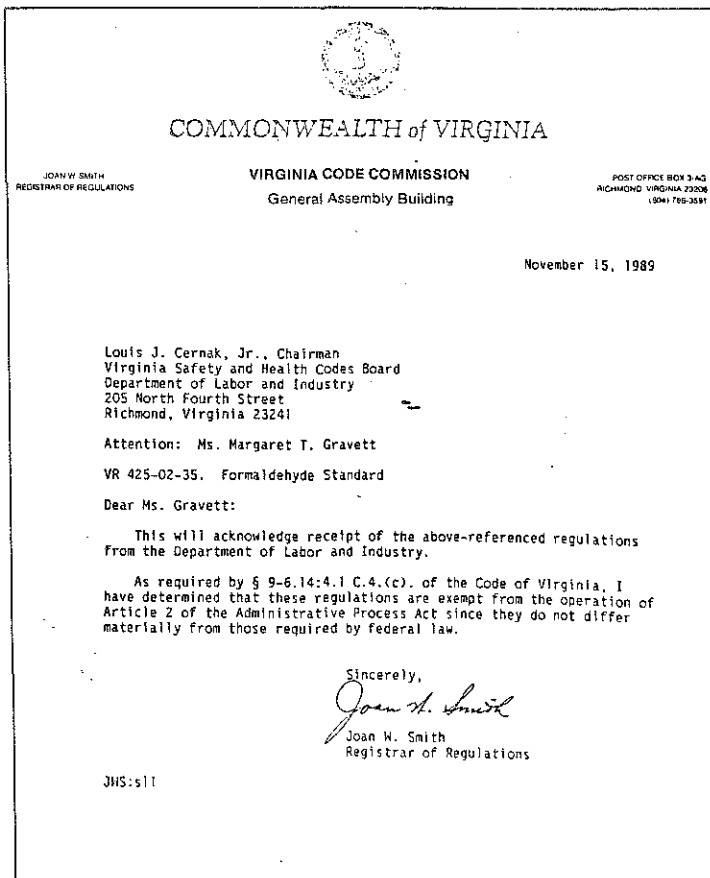 COMMONWEALTH of VIRGINIA
JOAN W SMITH
REGISTRAR OF REGULATIONS
VIRGINIA CODE COMMISSION
General Assembly Building
POST OFFICE BOX 3-AG
RICHMOND VIRGINIA 23208
(804) 786-3591
November 15, 1989
Louis J. Cernak, Jr., Chairman
Virginia Safety and Health Codes Board
Department of Labor and Industry
205 North Fourth Street
Richmond, Virginia 23241
Attention: Ms. Margaret T. Gravett
VR 425-02-35. Formaldehyde Standard
Dear Ms. Gravett:
This will acknowledge receipt of the above-referenced regulations
from the Department of Labor and Industry.
As required by § 9-6.14:4.1 C.4.(c). of the Code of Virginia, I
have determined that these regulations are exempt from the operation of
Article 2 of the Administrative Process Act since they do not differ
materially from those required by federal law.
Sincerely,
Joan W. Smith
Joan W. Smith
Registrar of Regulations
JWS:sll